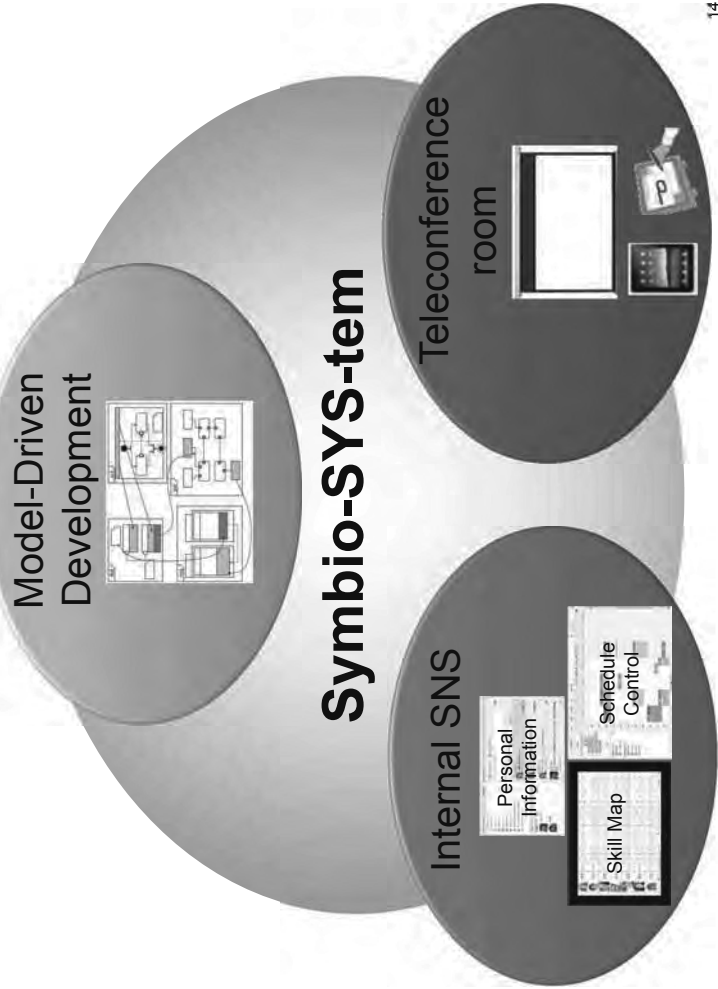 Model-Driven
Development
Symbio-SYS-tem
Internal SNS
Personal
Information
Skill Map
Schedule
Control
Teleconference
room
P
14